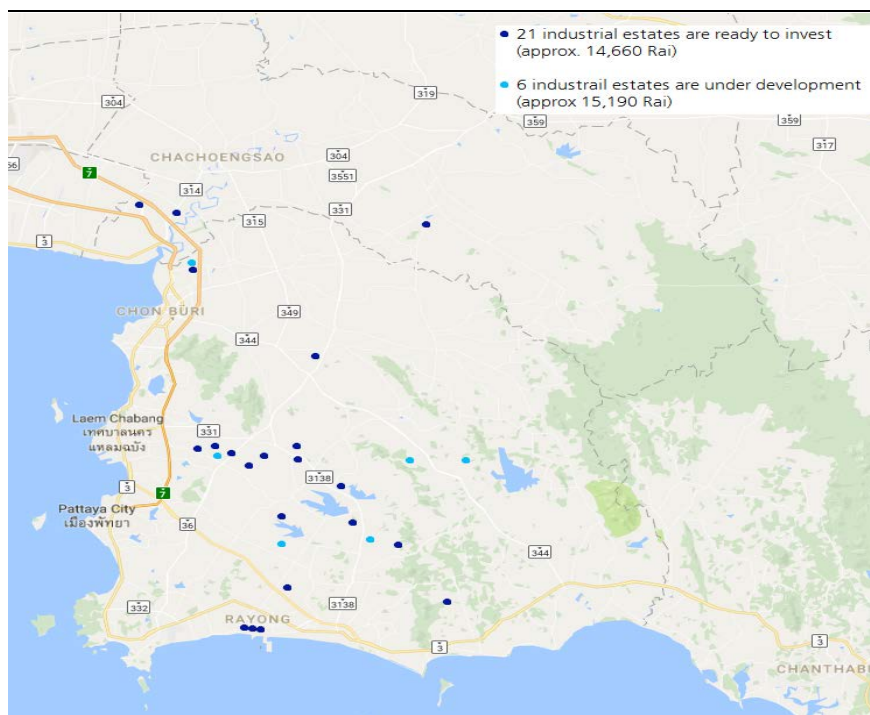 21 industrial estates are ready to invest
(approx. 14,660 Rai)
6 industrail estates are under development
(approx 15,190 Rai)
319
304
359
359
317
CHACHOENGSAO
304
66
7
3551
314
331
315
3
CHON BURI
349
344
Laem Chabang
เทศบาลนคร
แหลมฉบัง
331
3138
3
7
Pattaya City
เมืองพัทยา
36
344
332
3138
RAYONG
3
3
CHANTHAB